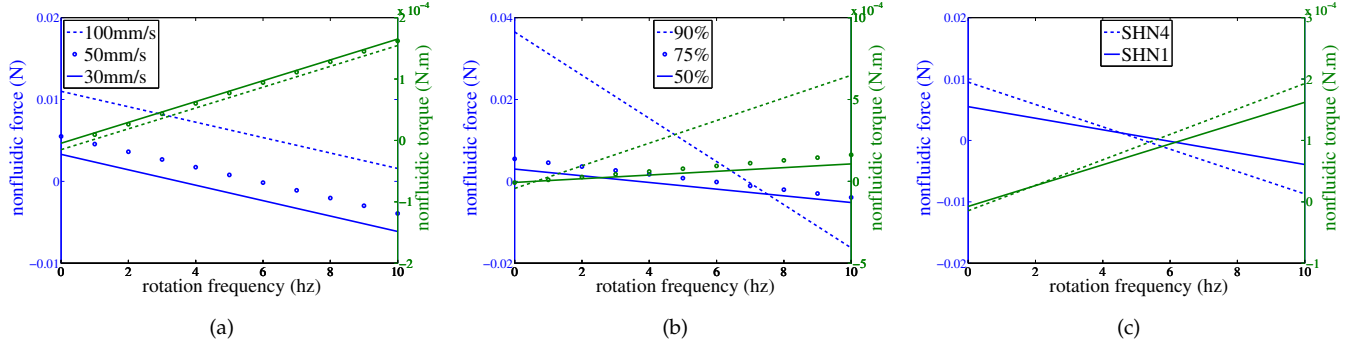 x 10⁻⁴
0.02
2
100mm/s
50mm/s
30mm/s
0.01
1
0
0
−1
−0.01
−2
0
2
4
6
8
10
nonfluidic force (N)
nonfluidic torque (N.m)
rotation frequency (hz)
(a)
x 10⁻⁴
0.04
10
90%
75%
50%
0.02
5
0
0
−0.02
−5
0
2
4
6
8
10
nonfluidic force (N)
nonfluidic torque (N.m)
rotation frequency (hz)
(b)
x 10⁻⁴
0.02
3
SHN4
SHN1
0.01
2
0
1
−0.01
0
−0.02
−1
0
2
4
6
8
10
nonfluidic force (N)
nonfluidic torque (N.m)
rotation frequency (hz)
(c)